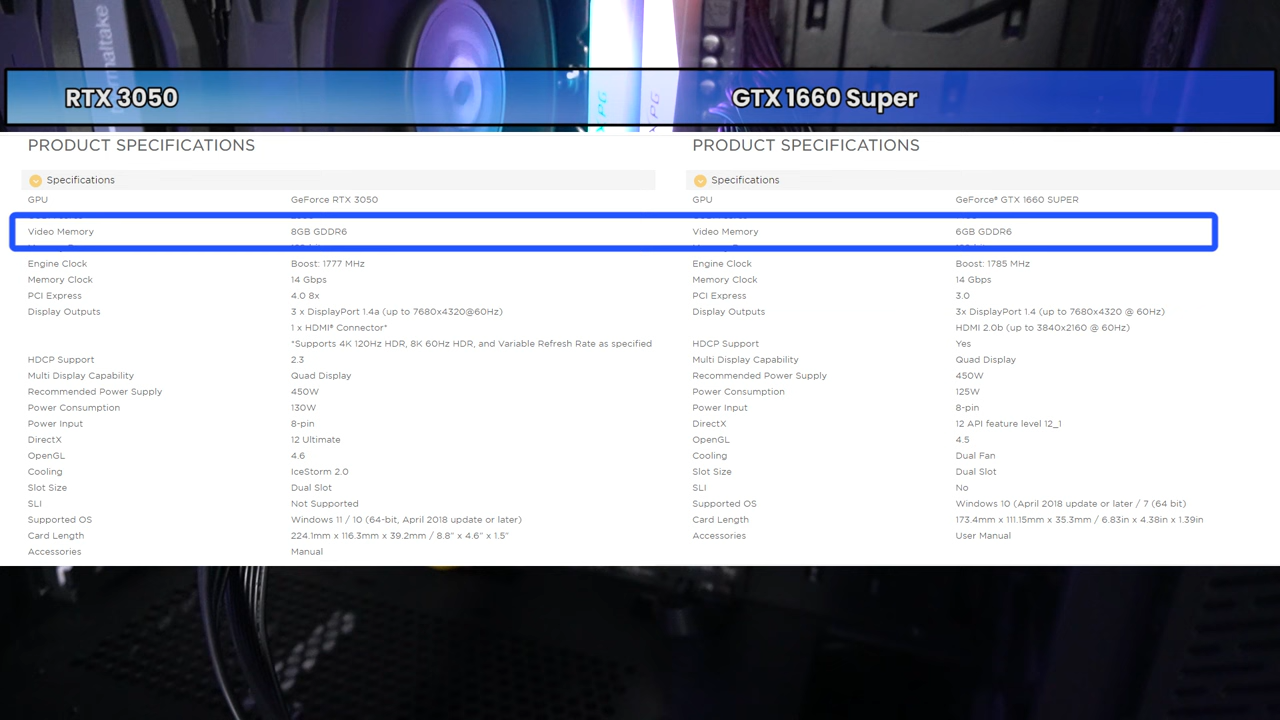 rmaltake
XPG
XPG
RTX 3050
GTX 1660 Super
PRODUCT SPECIFICATIONS
Specifications
GPU GeForce RTX 3050
Video Memory 8GB GDDR6
Engine Clock Boost: 1777 MHz
Memory Clock 14 Gbps
PCI Express 4.0 8x
Display Outputs 3 x DisplayPort 1.4a (up to 7680x4320@60Hz)
1 x HDMI® Connector*
*Supports 4K 120Hz HDR, 8K 60Hz HDR, and Variable Refresh Rate as specified
HDCP Support 2.3
Multi Display Capability Quad Display
Recommended Power Supply 450W
Power Consumption 130W
Power Input 8-pin
DirectX 12 Ultimate
OpenGL 4.6
Cooling IceStorm 2.0
Slot Size Dual Slot
SLI Not Supported
Supported OS Windows 11 / 10 (64-bit, April 2018 update or later)
Card Length 224.1mm x 116.3mm x 39.2mm / 8.8" x 4.6" x 1.5"
Accessories Manual
PRODUCT SPECIFICATIONS
Specifications
GPU GeForce® GTX 1660 SUPER
Video Memory 6GB GDDR6
Engine Clock Boost: 1785 MHz
Memory Clock 14 Gbps
PCI Express 3.0
Display Outputs 3x DisplayPort 1.4 (up to 7680x4320 @ 60Hz)
HDMI 2.0b (up to 3840x2160 @ 60Hz)
HDCP Support Yes
Multi Display Capability Quad Display
Recommended Power Supply 450W
Power Consumption 125W
Power Input 8-pin
DirectX 12 API feature level 12_1
OpenGL 4.5
Cooling Dual Fan
Slot Size Dual Slot
SLI No
Supported OS Windows 10 (April 2018 update or later / 7 (64 bit)
Card Length 173.4mm x 111.15mm x 35.3mm / 6.83in x 4.38in x 1.39in
Accessories User Manual